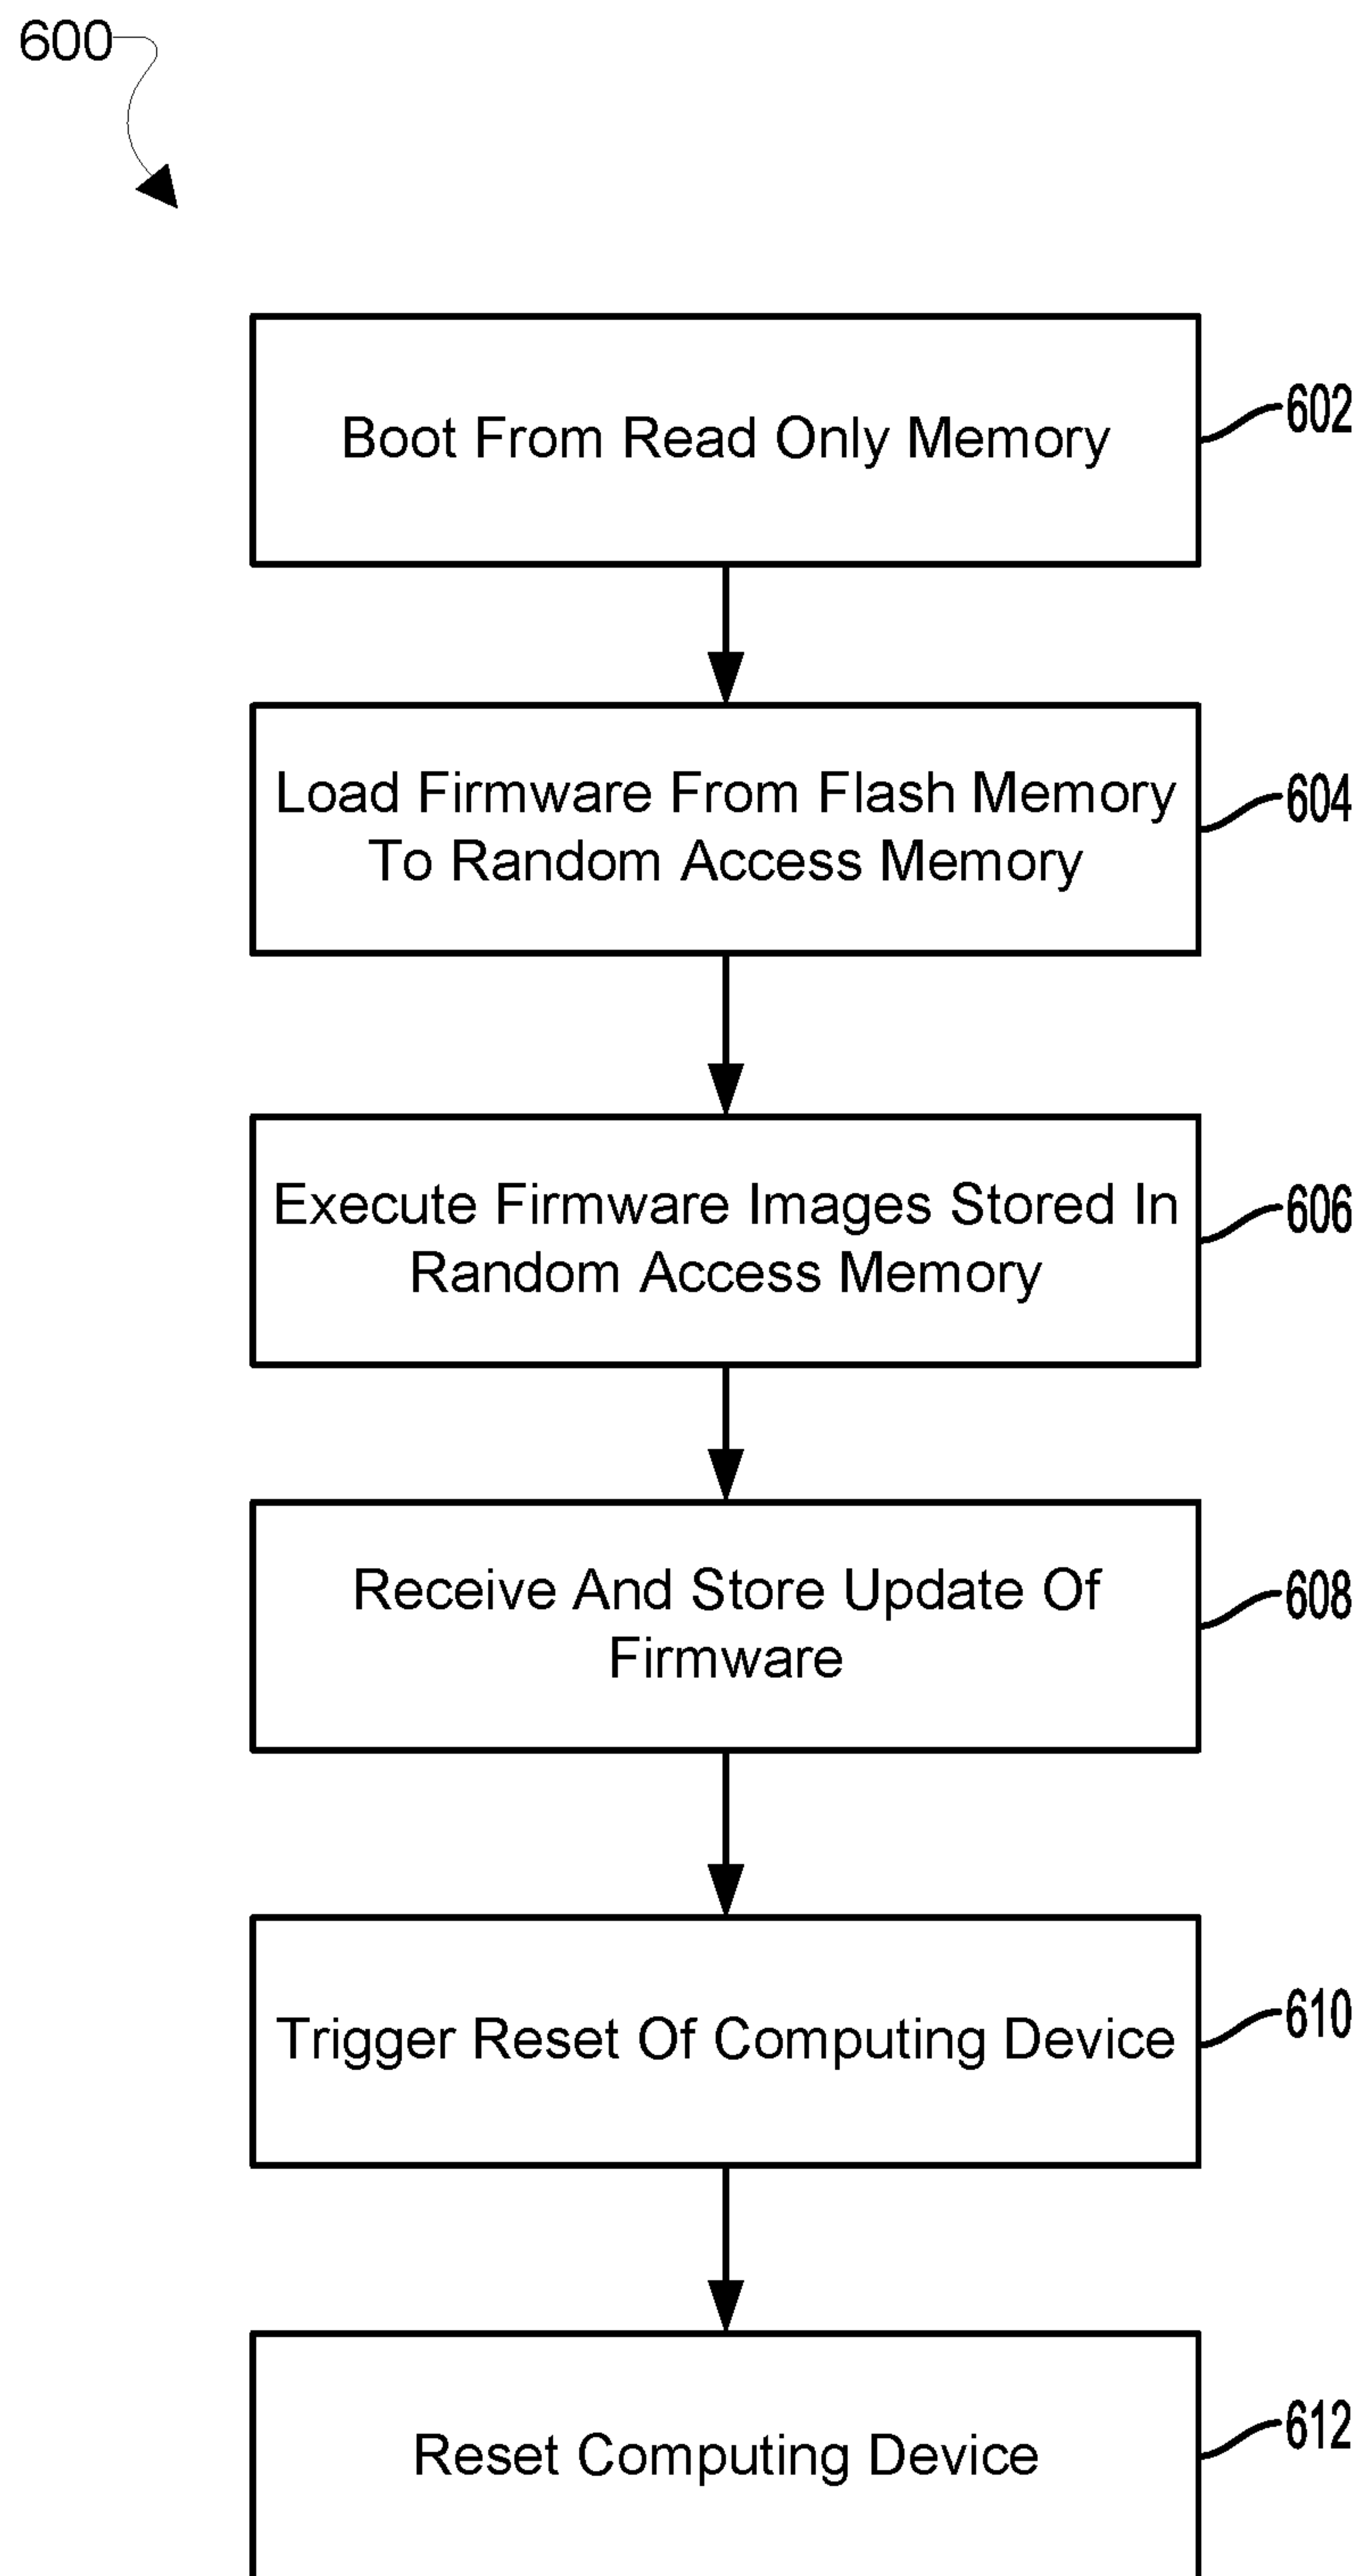 600
Boot From Read Only Memory
602
Load Firmware From Flash Memory
To Random Access Memory
604
Execute Firmware Images Stored In
Random Access Memory
606
Receive And Store Update Of
Firmware
608
Trigger Reset Of Computing Device
610
Reset Computing Device
612